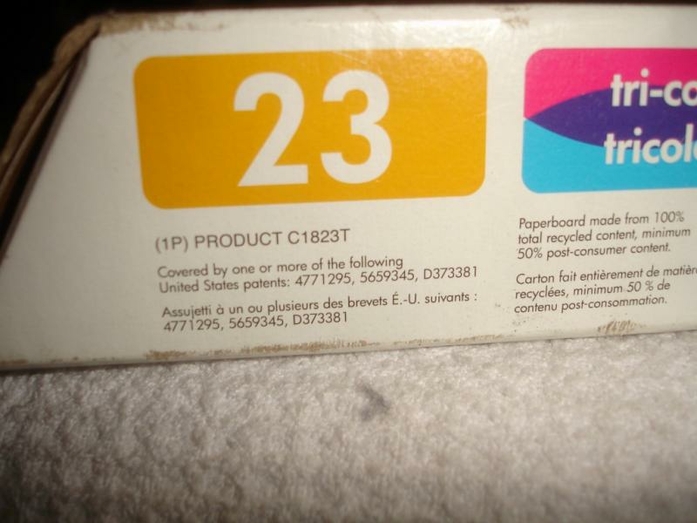 23
(1P) PRODUCT C1823T
Covered by one or more of the following
United States patents: 4771295, 5659345, D373381
Assujetti à un ou plusieurs des brevets É.-U. suivants :
4771295, 5659345, D373381
tri-co
tricolo
Paperboard made from 100%
total recycled content, minimum
50% post-consumer content.
Carton fait entièrement de matièr
recyclées, minimum 50 % de
contenu post-consommation.